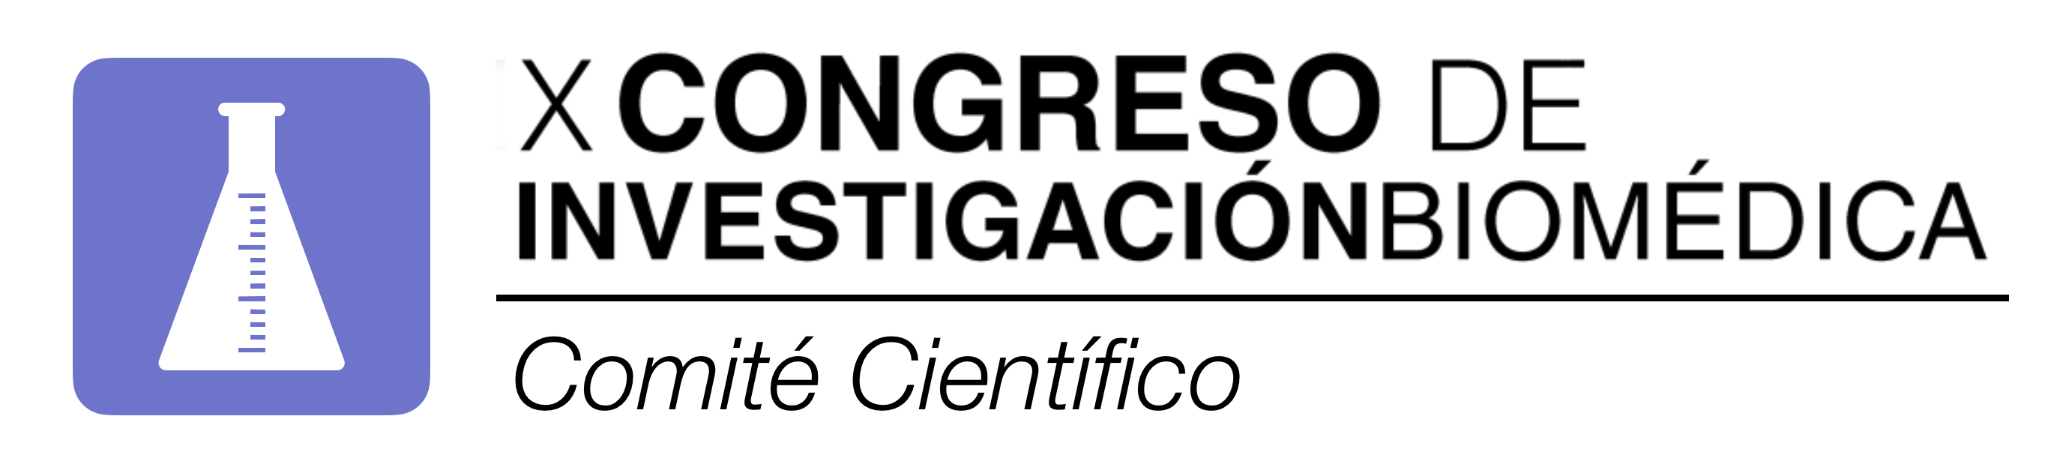 X CONGRESO DE
INVESTIGACIÓNBIOMÉDICA
Comité Científico